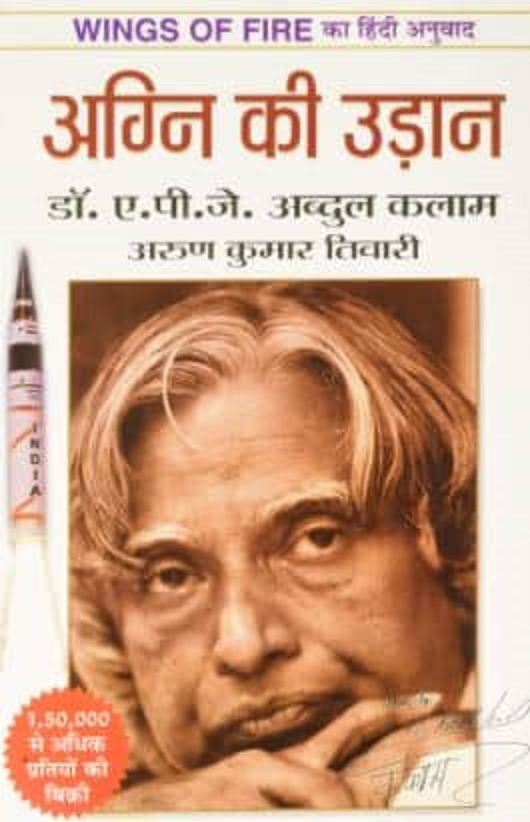 WINGS OF FIRE का हिंदी अनुवाद
अग्नि की उड़ान
डॉ. ए.पी.जे. अब्दुल कलाम
अरुण कुमार तिवारी
INDIA
1,50,000
से अधिक
प्रतियों की
बिक्री